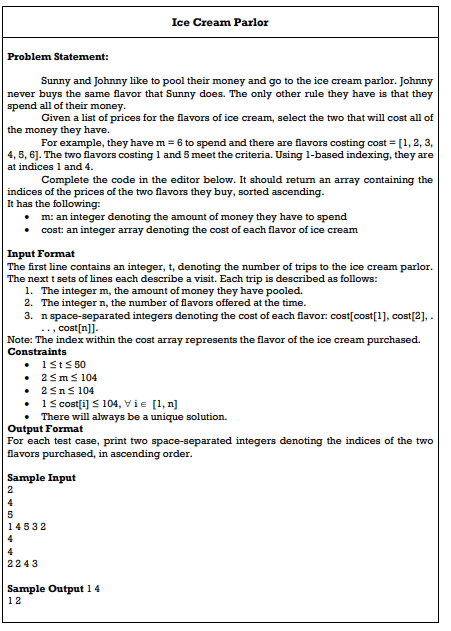 Ice Cream Parlor
Problem Statement:
Sunny and Johnny like to pool their money and go to the ice cream parlor. Johnny
never buys the same flavor that Sunny does. The only other rule they have is that they
spend all of their money.
Given a list of prices for the flavors of ice cream, select the two that will cost all of
the money they have.
For example, they have m = 6 to spend and there are flavors costing cost = [1, 2, 3,
4, 5, 6]. The two flavors costing 1 and 5 meet the criteria. Using 1-based indexing, they are
at indices 1 and 4.
Complete the code in the editor below. It should return an array containing the
indices of the prices of the two flavors they buy, sorted ascending.
It has the following:
• m: an integer denoting the amount of money they have to spend
• cost: an integer array denoting the cost of each flavor of ice cream
Input Format
The first line contains an integer, t, denoting the number of trips to the ice cream parlor.
The next t sets of lines each describe a visit. Each trip is described as follows:
1. The integer m, the amount of money they have pooled.
2. The integer n, the number of flavors offered at the time.
3. n space-separated integers denoting the cost of each flavor: cost[cost[1], cost[2], .
. ., cost[n]].
Note: The index within the cost array represents the flavor of the ice cream purchased.
Constraints
• 1 ≤ t ≤ 50
• 2 ≤ m ≤ 104
• 2 ≤ n ≤ 104
• 1 ≤ cost[i] ≤ 104, ∀ i ∈ [1, n]
• There will always be a unique solution.
Output Format
For each test case, print two space-separated integers denoting the indices of the two
flavors purchased, in ascending order.
Sample Input
2
4
5
1 4 5 3 2
4
4
2 2 4 3
Sample Output 1 4
1 2